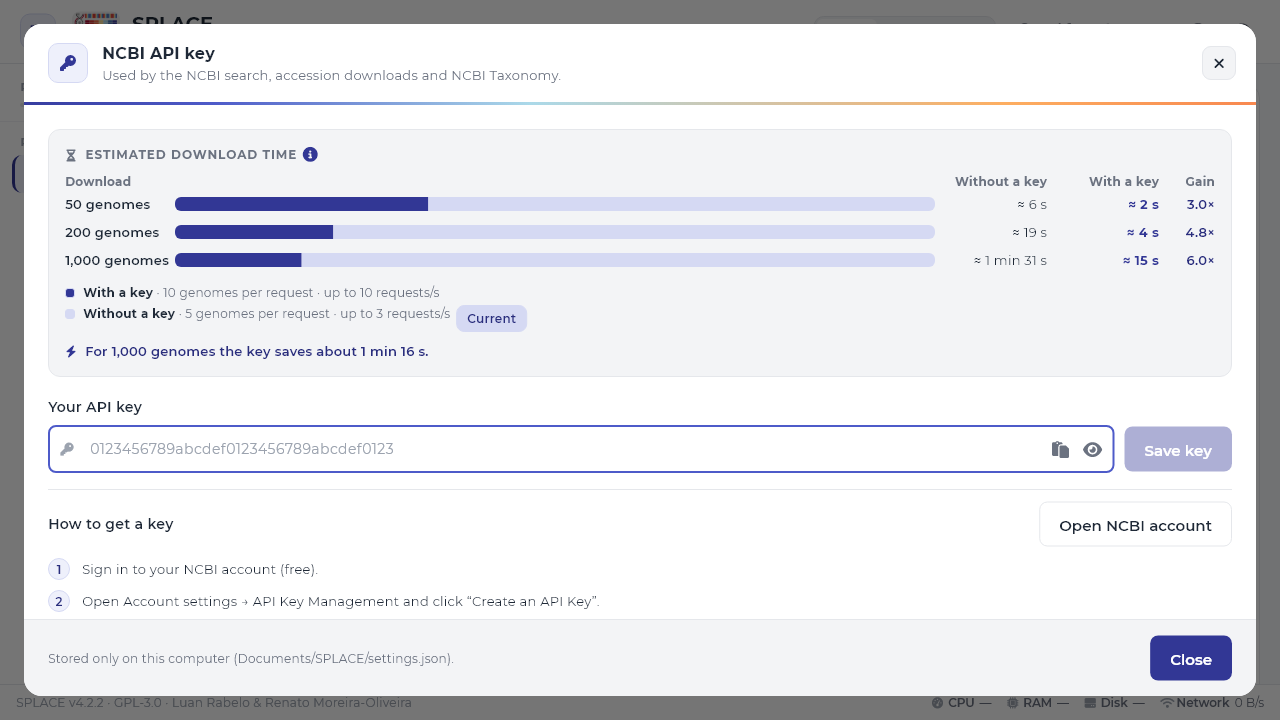 SPLACE
NCBI API key
Used by the NCBI search, accession downloads and NCBI Taxonomy.
ESTIMATED DOWNLOAD TIME
Download Without a key With a key Gain
50 genomes ≈ 6 s ≈ 2 s 3.0×
200 genomes ≈ 19 s ≈ 4 s 4.8×
1,000 genomes ≈ 1 min 31 s ≈ 15 s 6.0×
With a key · 10 genomes per request · up to 10 requests/s
Without a key · 5 genomes per request · up to 3 requests/s Current
For 1,000 genomes the key saves about 1 min 16 s.
Your API key
0123456789abcdef0123456789abcdef0123
Save key
How to get a key
Open NCBI account
1 Sign in to your NCBI account (free).
2 Open Account settings → API Key Management and click “Create an API Key”.
Stored only on this computer (Documents/SPLACE/settings.json).
Close
SPLACE v4.2.2 · GPL-3.0 · Luan Rabelo & Renato Moreira-Oliveira CPU — RAM — Disk — Network 0 B/s